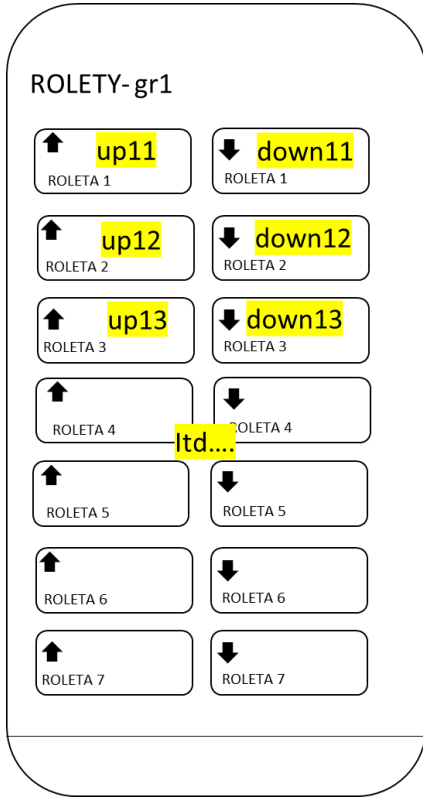 ROLETY-gr1
up11 down11
ROLETA 1 ROLETA 1
up12 down12
ROLETA 2 ROLETA 2
up13 down13
ROLETA 3 ROLETA 3
ROLETA 4 OLETA 4
Itd....
ROLETA 5 ROLETA 5
ROLETA 6 ROLETA 6
ROLETA 7 ROLETA 7